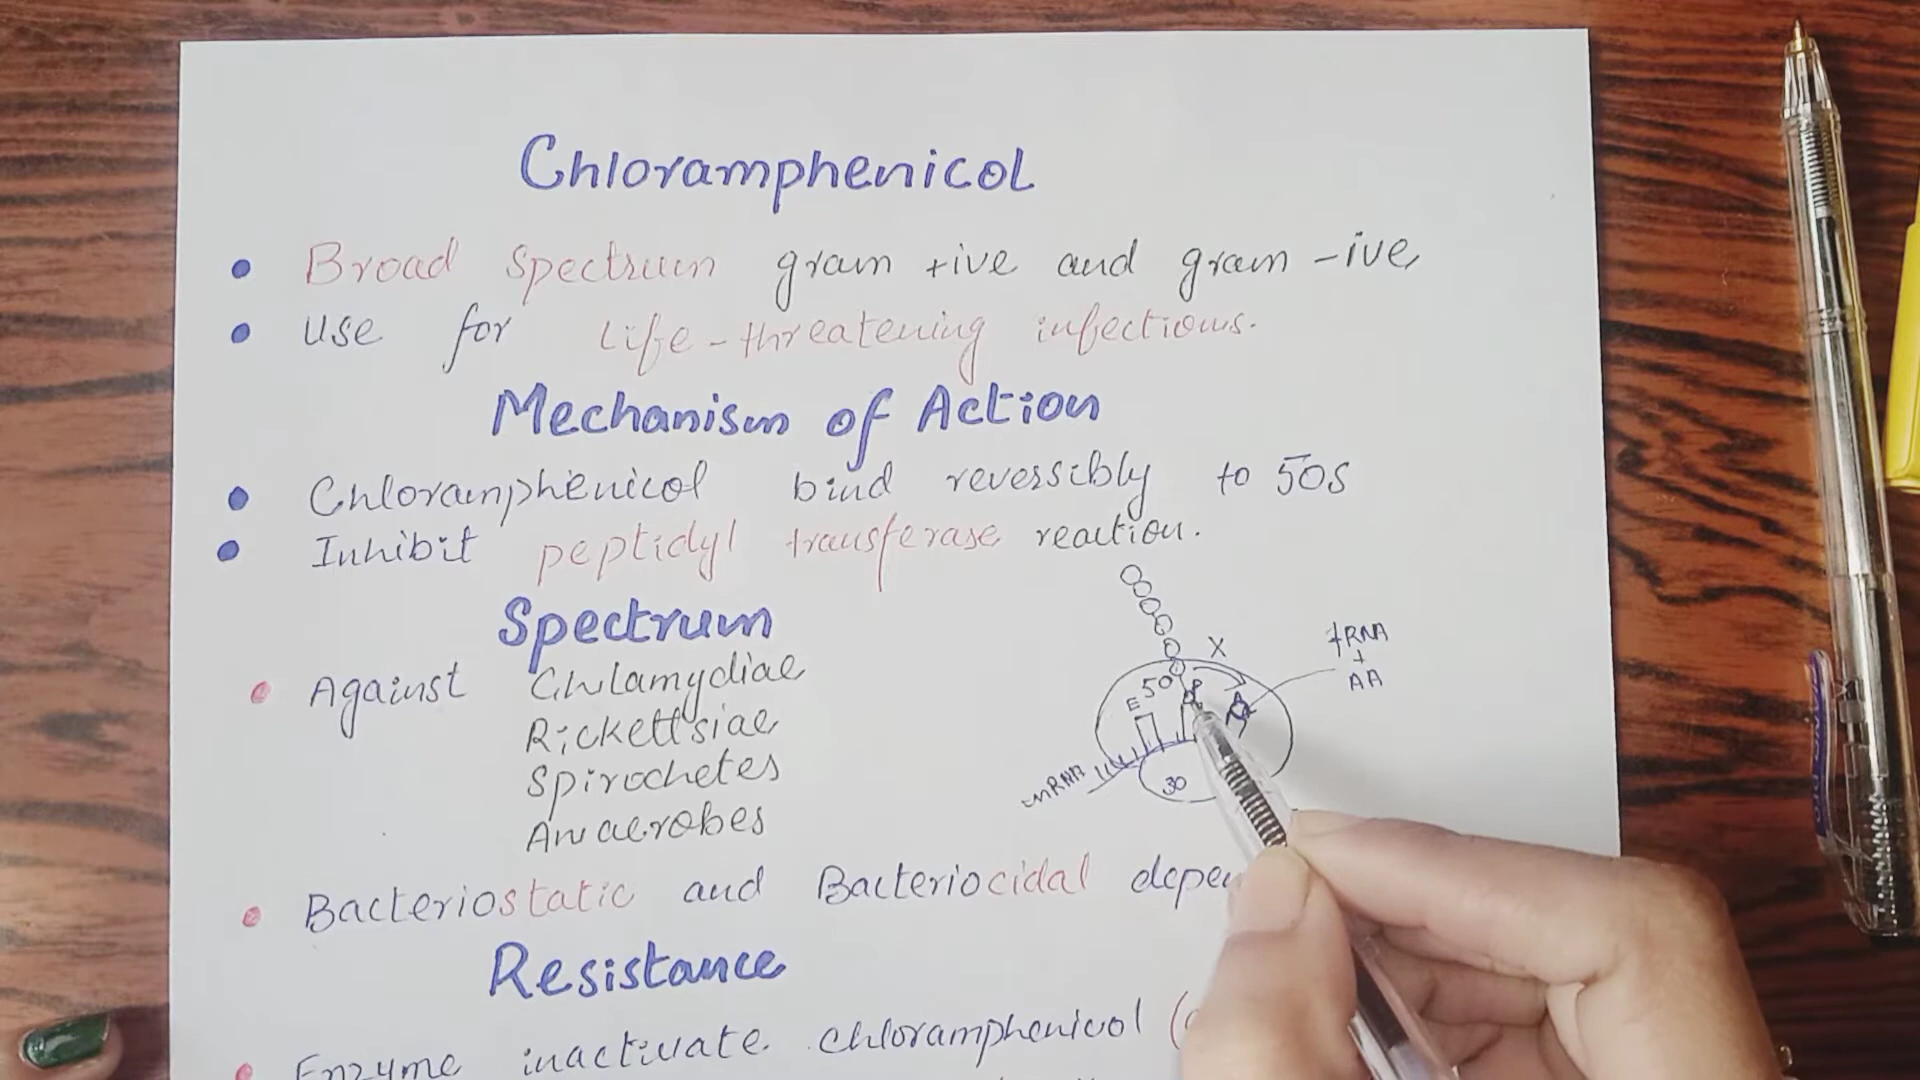 Chloramphenicol
• Broad Spectrum gram +ive and gram -ive,
• Use for Life-threatening infections.
Mechanism of Action
• Chloramphenicol bind reversibly to 50s
• Inhibit peptidyl transferase reaction.
Spectrum
• Against Chlamydiae
Rickettsiae
Spirochetes
Anaerobes
X
tRNA
+
AA
50
E P A
mRNA
30
• Bacteriostatic and Bacteriocidal depen
Resistance
• Enzyme inactivate chloramphenicol (